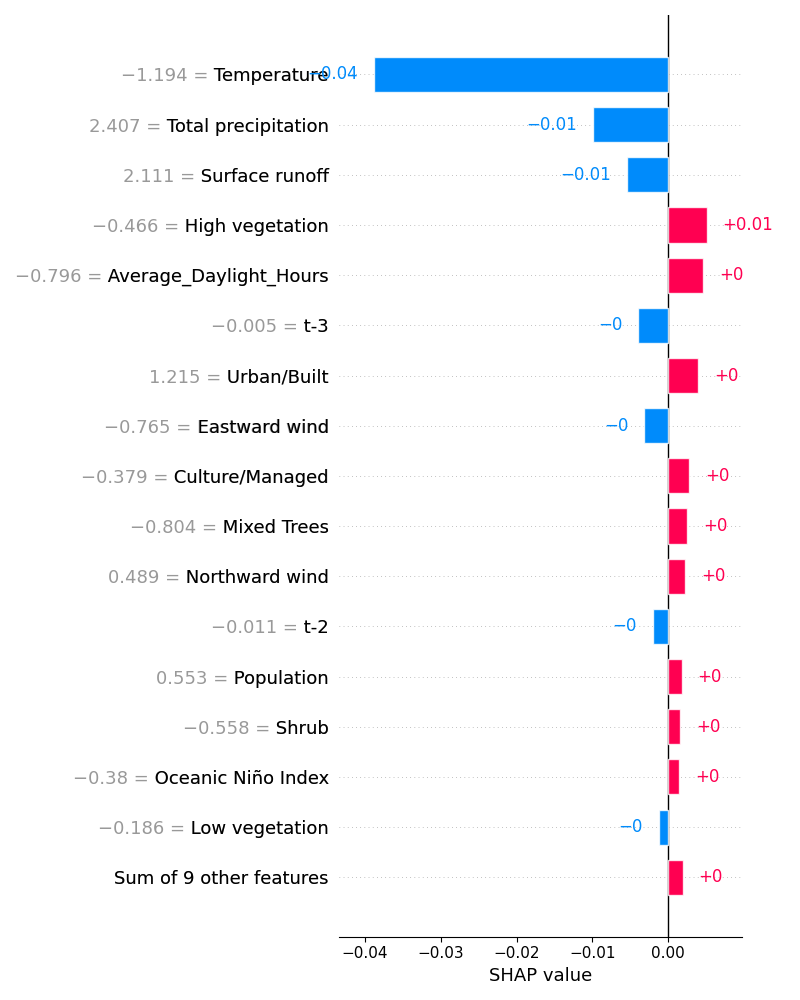 −1.194 = Temperature −0.04
2.407 = Total precipitation −0.01
2.111 = Surface runoff −0.01
−0.466 = High vegetation +0.01
−0.796 = Average_Daylight_Hours +0
−0.005 = t-3 −0
1.215 = Urban/Built +0
−0.765 = Eastward wind −0
−0.379 = Culture/Managed +0
−0.804 = Mixed Trees +0
0.489 = Northward wind +0
−0.011 = t-2 −0
0.553 = Population +0
−0.558 = Shrub +0
−0.38 = Oceanic Niño Index +0
−0.186 = Low vegetation −0
Sum of 9 other features +0
−0.04 −0.03 −0.02 −0.01 0.00
SHAP value